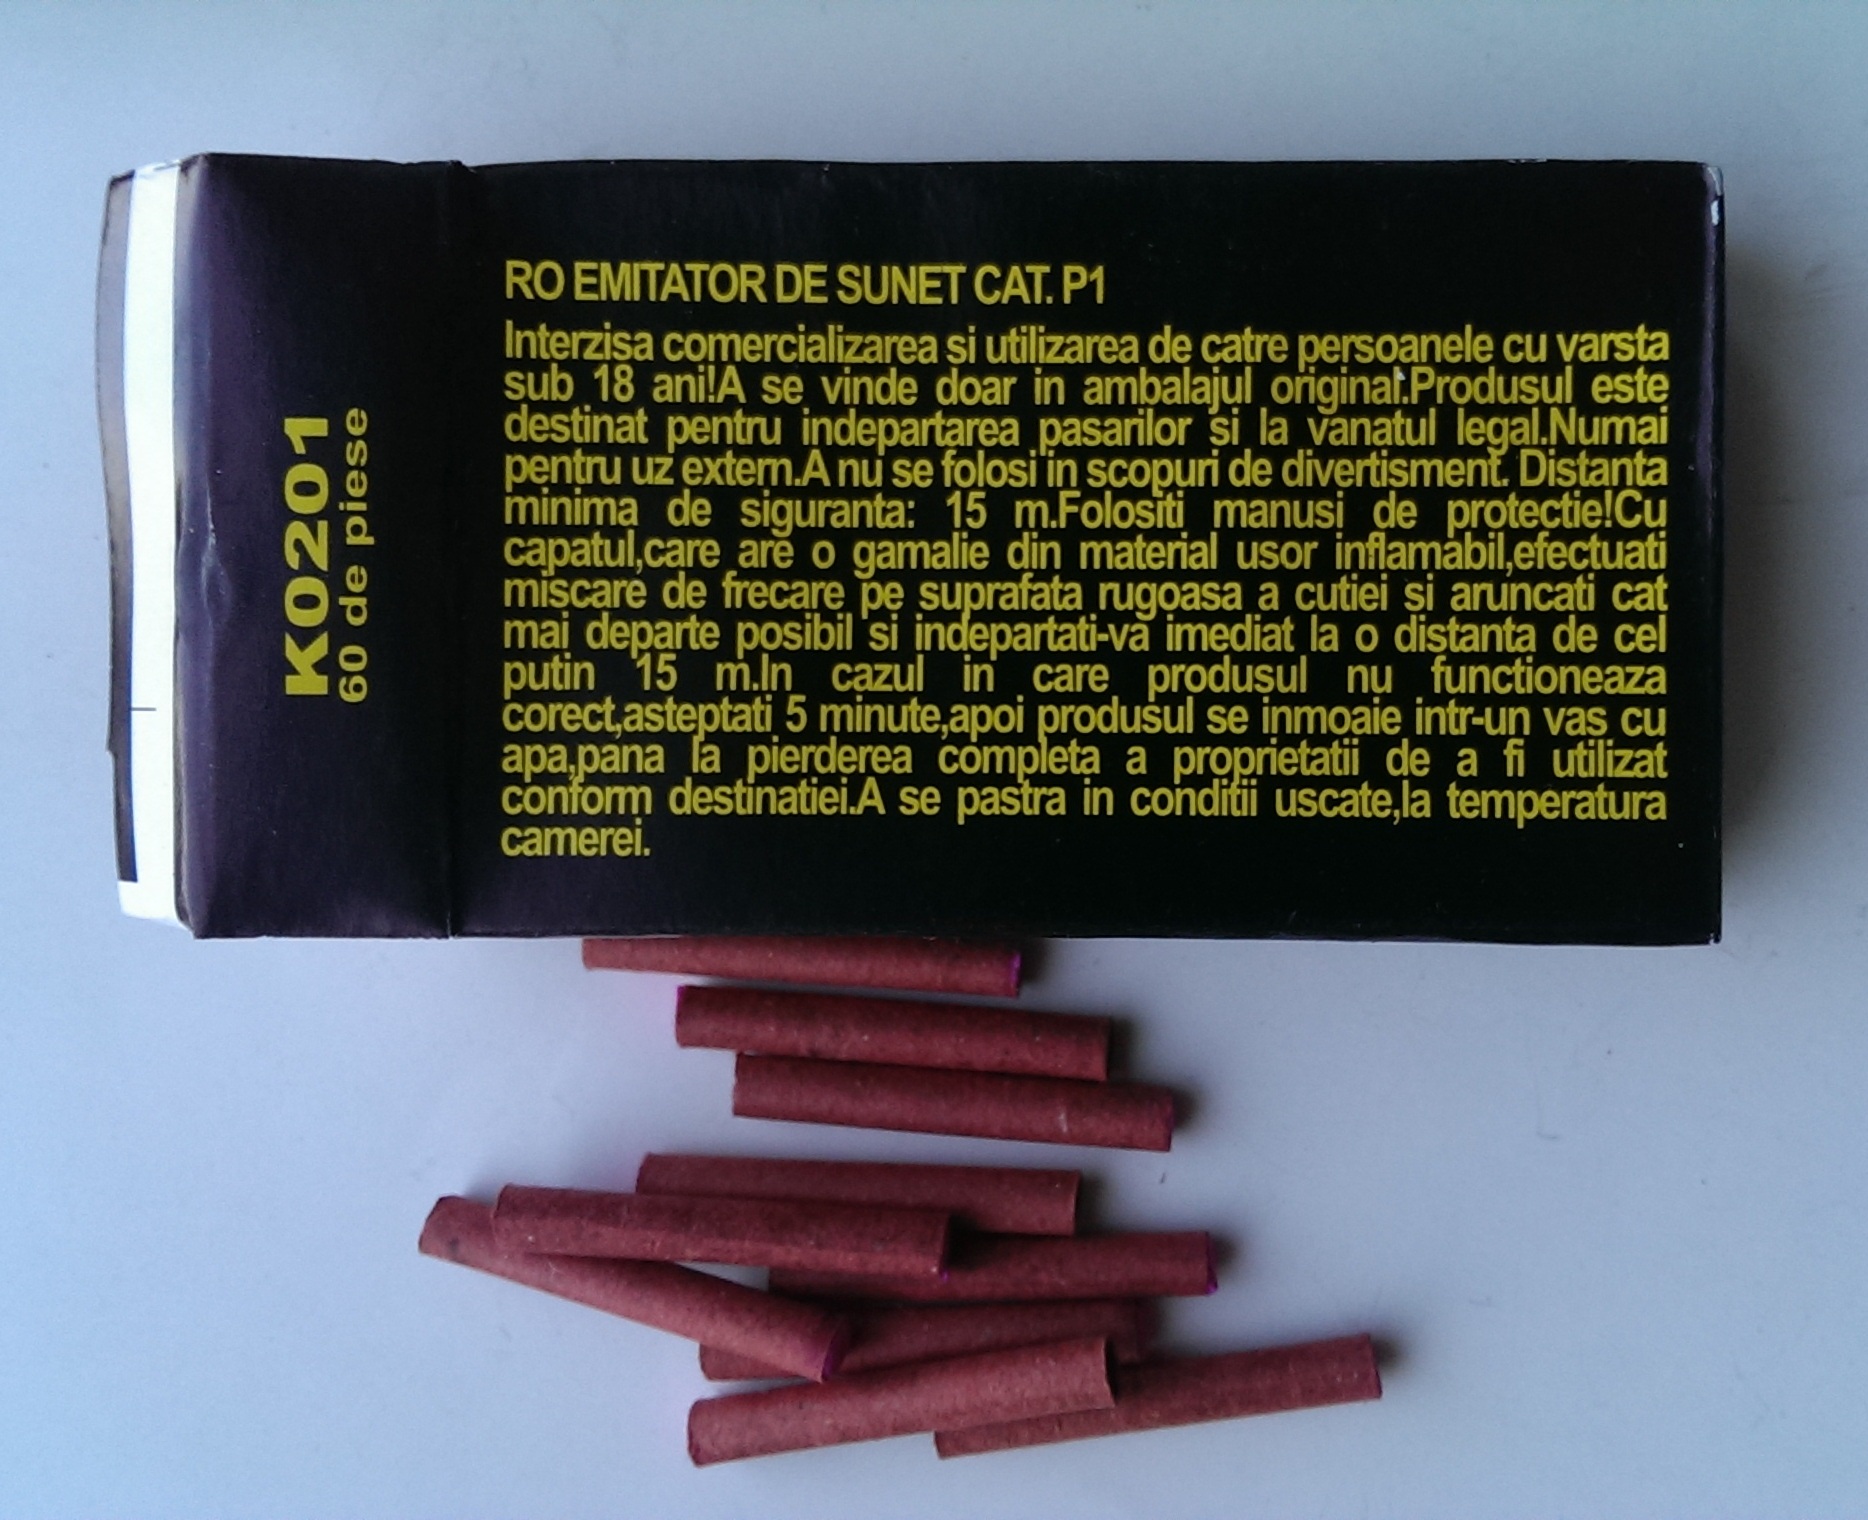 K0201
60 de piese
RO EMITATOR DE SUNET CAT. P1
Interzisa comercializarea si utilizarea de catre persoanele cu varsta
sub 18 ani!A se vinde doar in ambalajul original.Produsul este
destinat pentru indepartarea pasarilor si la vanatul legal.Numai
pentru uz extern.A nu se folosi in scopuri de divertisment. Distanta
minima de siguranta: 15 m.Folositi manusi de protectie!Cu
capatul,care are o gamalie din material usor inflamabil,efectuati
miscare de frecare pe suprafata rugoasa a cutiei si aruncati cat
mai departe posibil si indepartati-va imediat la o distanta de cel
putin 15 m.In cazul in care produsul nu functioneaza
corect,asteptati 5 minute,apoi produsul se inmoaie intr-un vas cu
apa,pana la pierderea completa a proprietatii de a fi utilizat
conform destinatiei.A se pastra in conditii uscate,la temperatura
camerei.